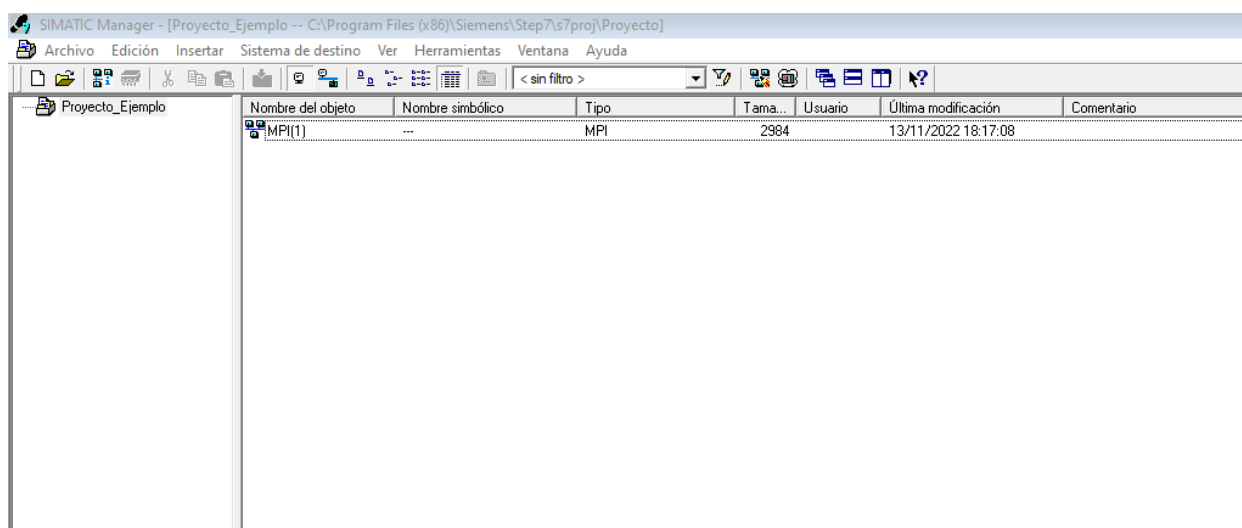 SIMATIC Manager - [Proyecto_Ejemplo -- C:\Program Files (x86)\Siemens\Step7\s7proj\Proyecto]
Archivo Edición Insertar Sistema de destino Ver Herramientas Ventana Ayuda
< sin filtro >
Proyecto_Ejemplo
Nombre del objeto Nombre simbólico Tipo Tama... Usuario Última modificación Comentario
MPI(1) --- MPI 2984 13/11/2022 18:17:08